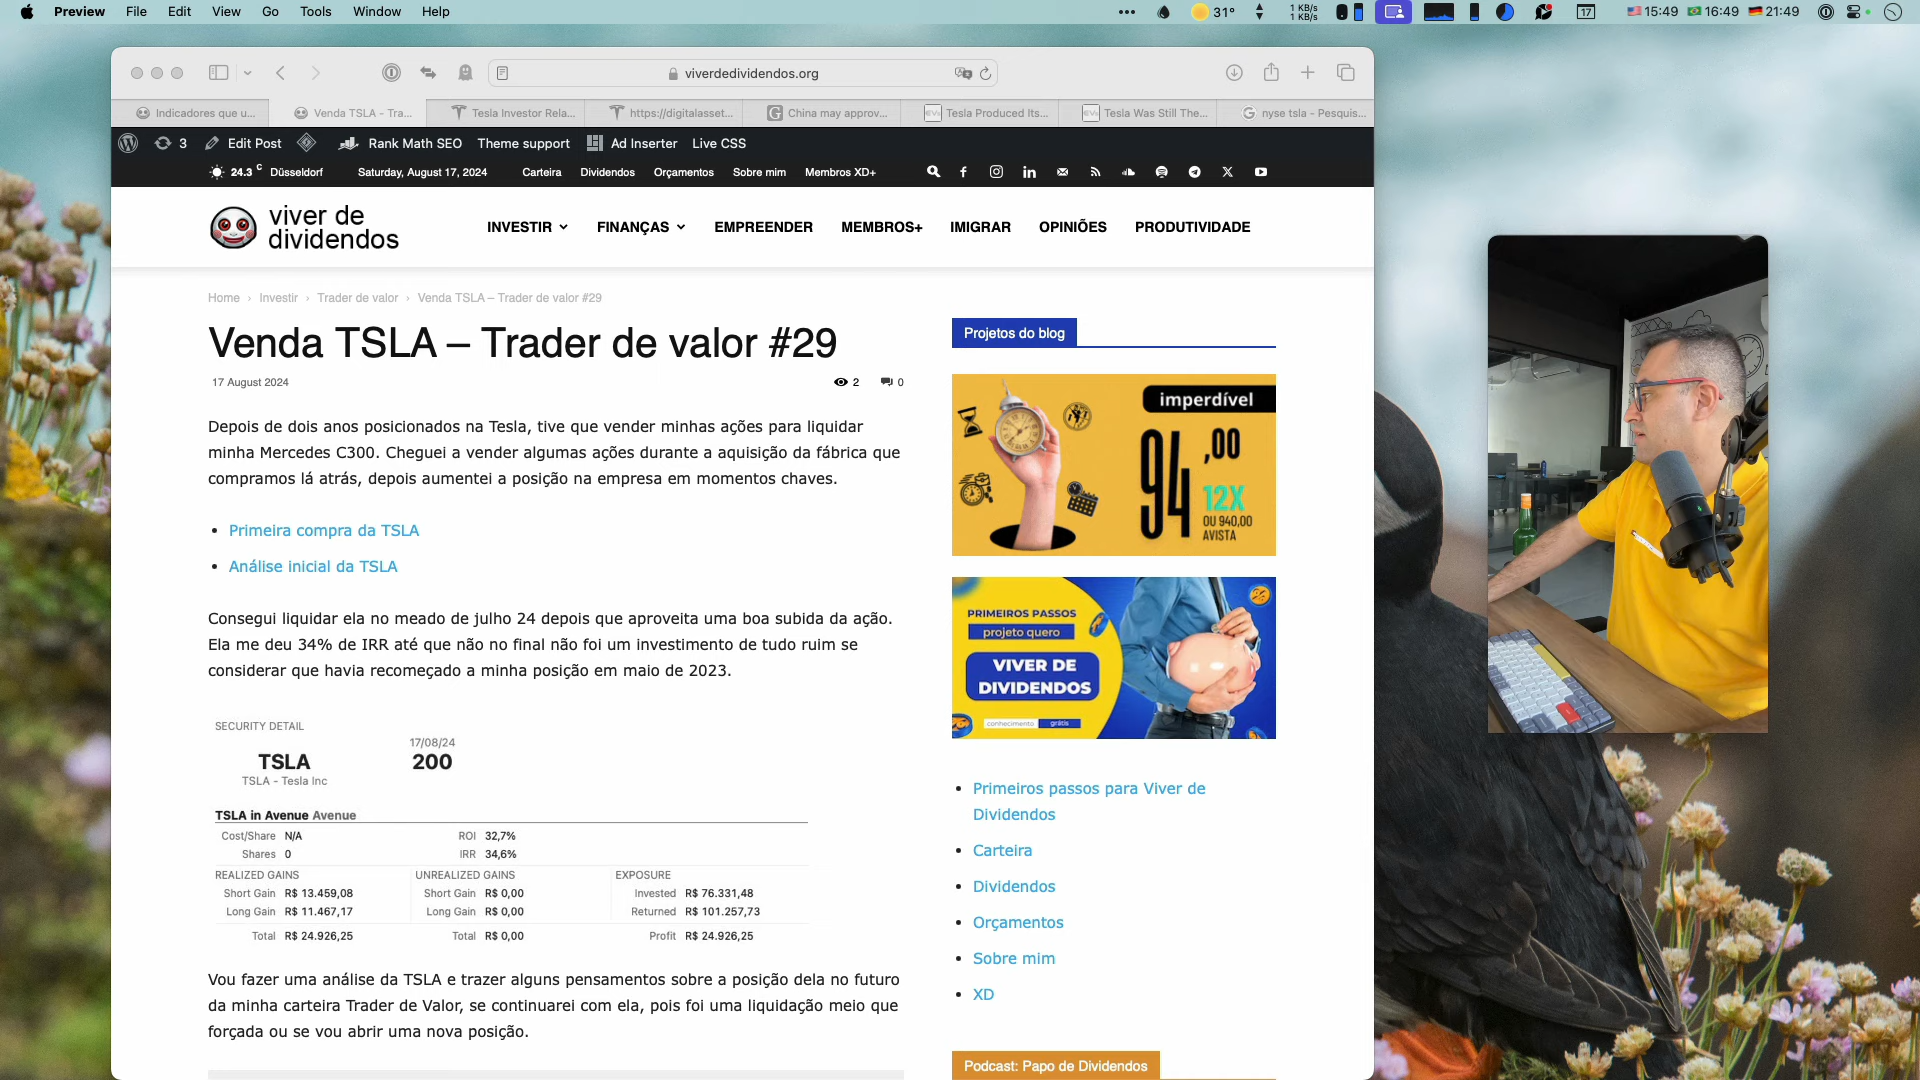 Preview File Edit View Go Tools Window Help
31° 1 KB/s 1 KB/s 17 15:49 16:49 21:49
viverdedividendos.org
Indicadores que u... Venda TSLA - Tra... Tesla Investor Rela... https://digitalasset... China may approv... Tesla Produced Its... Tesla Was Still The... nyse tsla - Pesquis...
3 Edit Post Rank Math SEO Theme support Ad Inserter Live CSS
24.3 C Düsseldorf Saturday, August 17, 2024 Carteira Dividendos Orçamentos Sobre mim Membros XD+
viver de
dividendos
INVESTIR FINANÇAS EMPREENDER MEMBROS+ IMIGRAR OPINIÕES PRODUTIVIDADE
Home › Investir › Trader de valor › Venda TSLA – Trader de valor #29
Venda TSLA – Trader de valor #29
17 August 2024 2 0
Depois de dois anos posicionados na Tesla, tive que vender minhas ações para liquidar
minha Mercedes C300. Cheguei a vender algumas ações durante a aquisição da fábrica que
compramos lá atrás, depois aumentei a posição na empresa em momentos chaves.
• Primeira compra da TSLA
• Análise inicial da TSLA
Consegui liquidar ela no meado de julho 24 depois que aproveita uma boa subida da ação.
Ela me deu 34% de IRR até que não no final não foi um investimento de tudo ruim se
considerar que havia recomeçado a minha posição em maio de 2023.
SECURITY DETAIL
17/08/24
TSLA 200
TSLA - Tesla Inc
TSLA in Avenue Avenue
Cost/Share N/A ROI 32,7%
Shares 0 IRR 34,6%
REALIZED GAINS UNREALIZED GAINS EXPOSURE
Short Gain R$ 13.459,08 Short Gain R$ 0,00 Invested R$ 76.331,48
Long Gain R$ 11.467,17 Long Gain R$ 0,00 Returned R$ 101.257,73
Total R$ 24.926,25 Total R$ 0,00 Profit R$ 24.926,25
Vou fazer uma análise da TSLA e trazer alguns pensamentos sobre a posição dela no futuro
da minha carteira Trader de Valor, se continuarei com ela, pois foi uma liquidação meio que
forçada ou se vou abrir uma nova posição.
Projetos do blog
imperdível
94,00
12X
OU 940,00
AVISTA
PRIMEIROS PASSOS
projeto quero
VIVER DE
DIVIDENDOS
conhecimento grátis
• Primeiros passos para Viver de
Dividendos
• Carteira
• Dividendos
• Orçamentos
• Sobre mim
• XD
Podcast: Papo de Dividendos